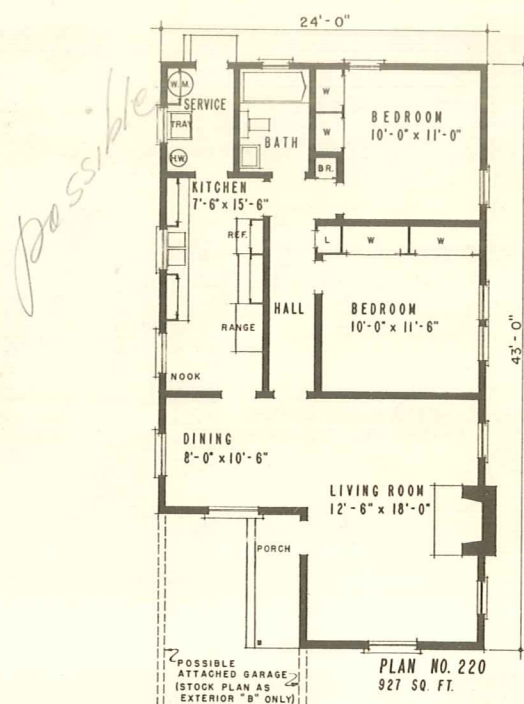 24'-0"
possible
W.M.
SERVICE
TRAY
H.W.
BATH
W
W
BR.
BEDROOM
10'-0" x 11'-0"
KITCHEN
7'-6" x 15'-6"
REF.
L
W
W
RANGE
HALL
BEDROOM
10'-0" x 11'-6"
43'-0"
NOOK
DINING
8'-0" x 10'-6"
LIVING ROOM
12'-6" x 18'-0"
PORCH
POSSIBLE
ATTACHED GARAGE
(STOCK PLAN AS
EXTERIOR "B" ONLY)
PLAN NO. 220
927 SQ. FT.